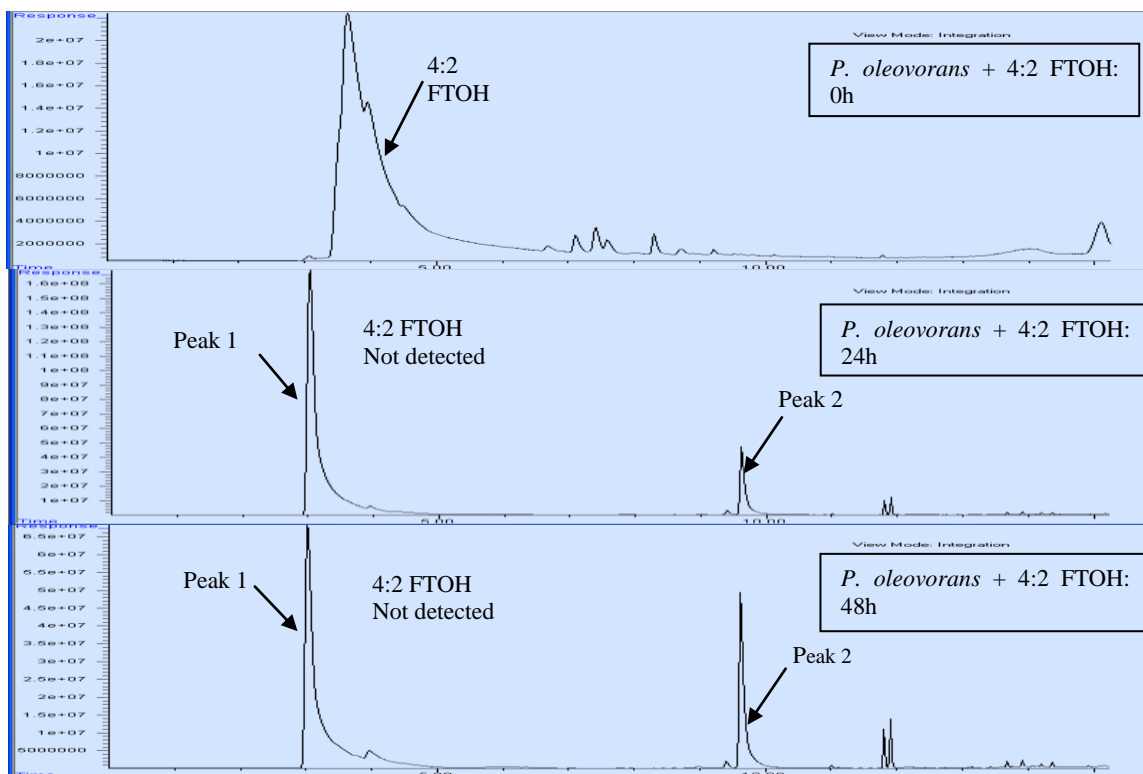 Response
View Mode: Integration
2e+07
1.8e+07
1.6e+07
1.4e+07
1.2e+07
1e+07
8000000
6000000
4000000
2000000
Time
5.00
10.00
4:2
FTOH
P. oleovorans + 4:2 FTOH:
0h
Response
View Mode: Integration
1.6e+08
1.5e+08
1.4e+08
1.3e+08
1.2e+08
1.1e+08
1e+08
9e+07
8e+07
7e+07
6e+07
5e+07
4e+07
3e+07
2e+07
1e+07
Time
5.00
10.00
Peak 1
4:2 FTOH
Not detected
Peak 2
P. oleovorans + 4:2 FTOH:
24h
Response
View Mode: Integration
6.5e+07
6e+07
5.5e+07
5e+07
4.5e+07
4e+07
3.5e+07
3e+07
2.5e+07
2e+07
1.5e+07
1e+07
5000000
5.00
10.00
Peak 1
4:2 FTOH
Not detected
Peak 2
P. oleovorans + 4:2 FTOH:
48h